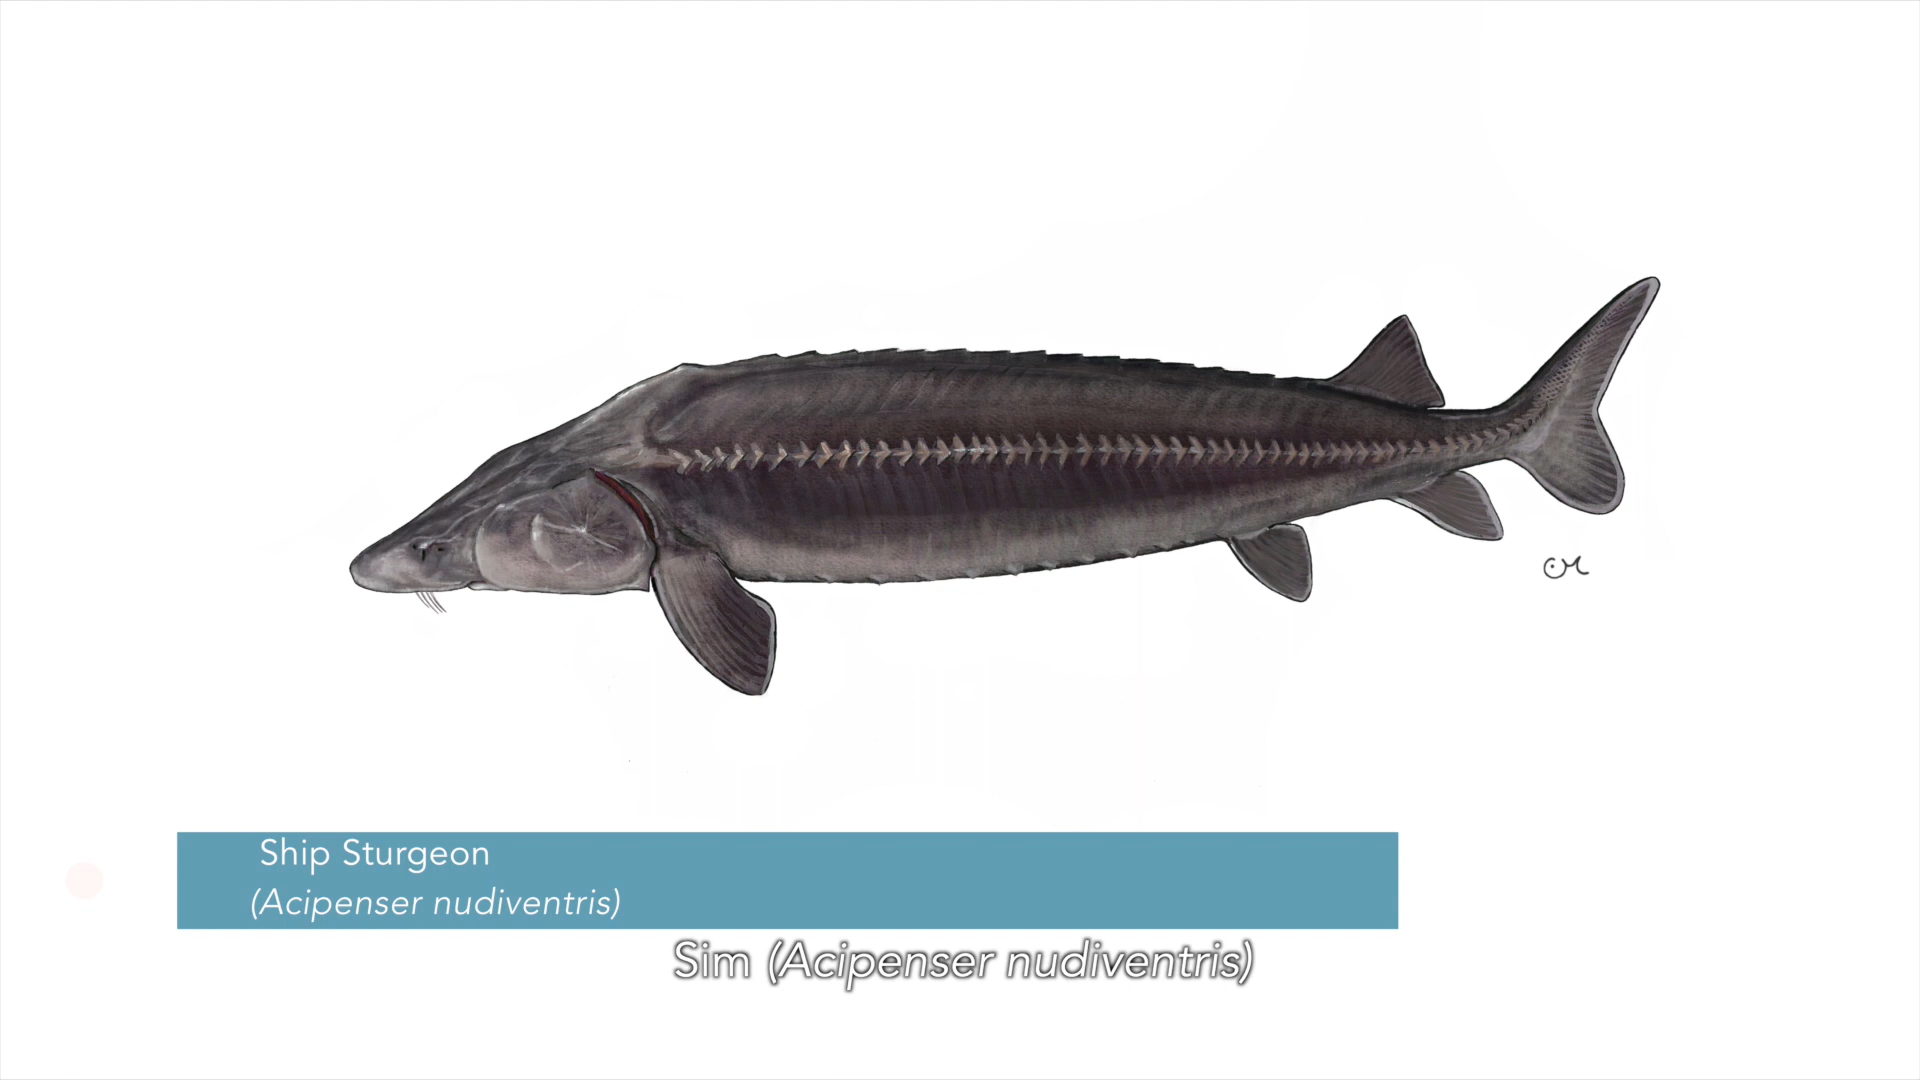 Ship Sturgeon
(Acipenser nudiventris)
Sim (Acipenser nudiventris)